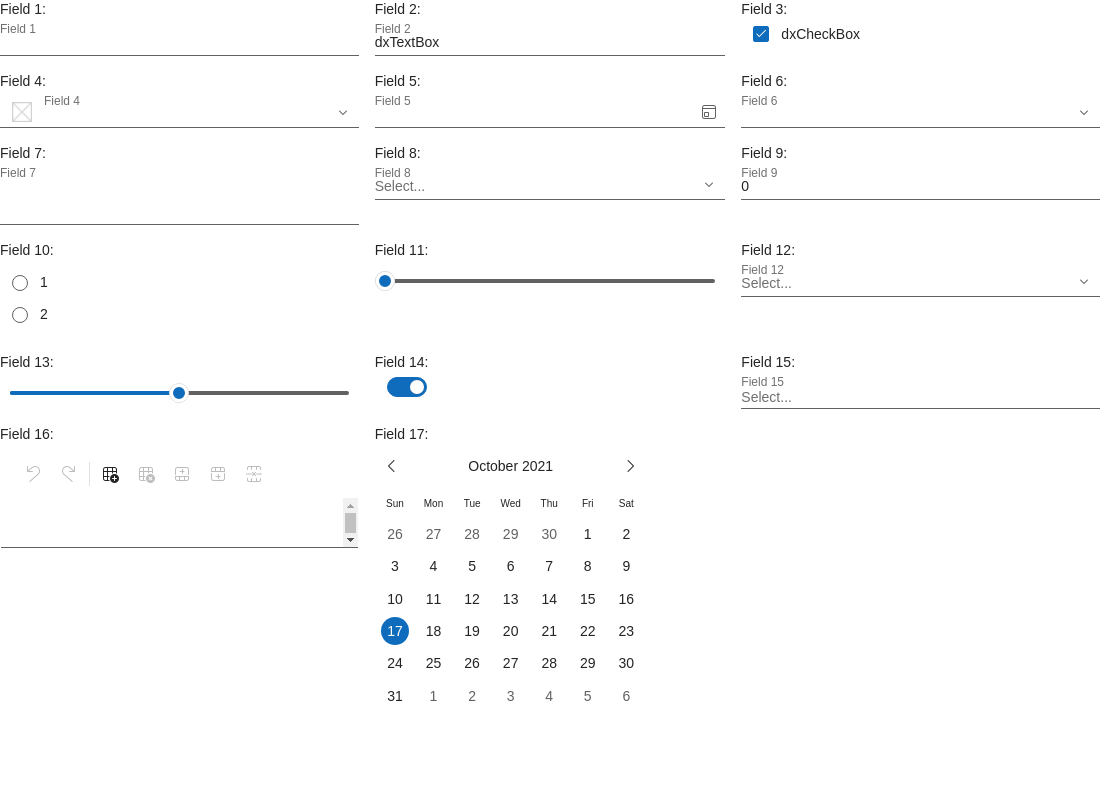 Field 1:
Field 1
Field 2:
Field 2
dxTextBox
Field 3:
dxCheckBox
Field 4:
Field 4
Field 5:
Field 5
Field 6:
Field 6
Field 7:
Field 7
Field 8:
Field 8
Select...
Field 9:
Field 9
0
Field 10:
1
2
Field 11:
Field 12:
Field 12
Select...
Field 13:
Field 14:
Field 15:
Field 15
Select...
Field 16:
Field 17:
October 2021
Sun Mon Tue Wed Thu Fri Sat
26 27 28 29 30 1 2
3 4 5 6 7 8 9
10 11 12 13 14 15 16
17 18 19 20 21 22 23
24 25 26 27 28 29 30
31 1 2 3 4 5 6